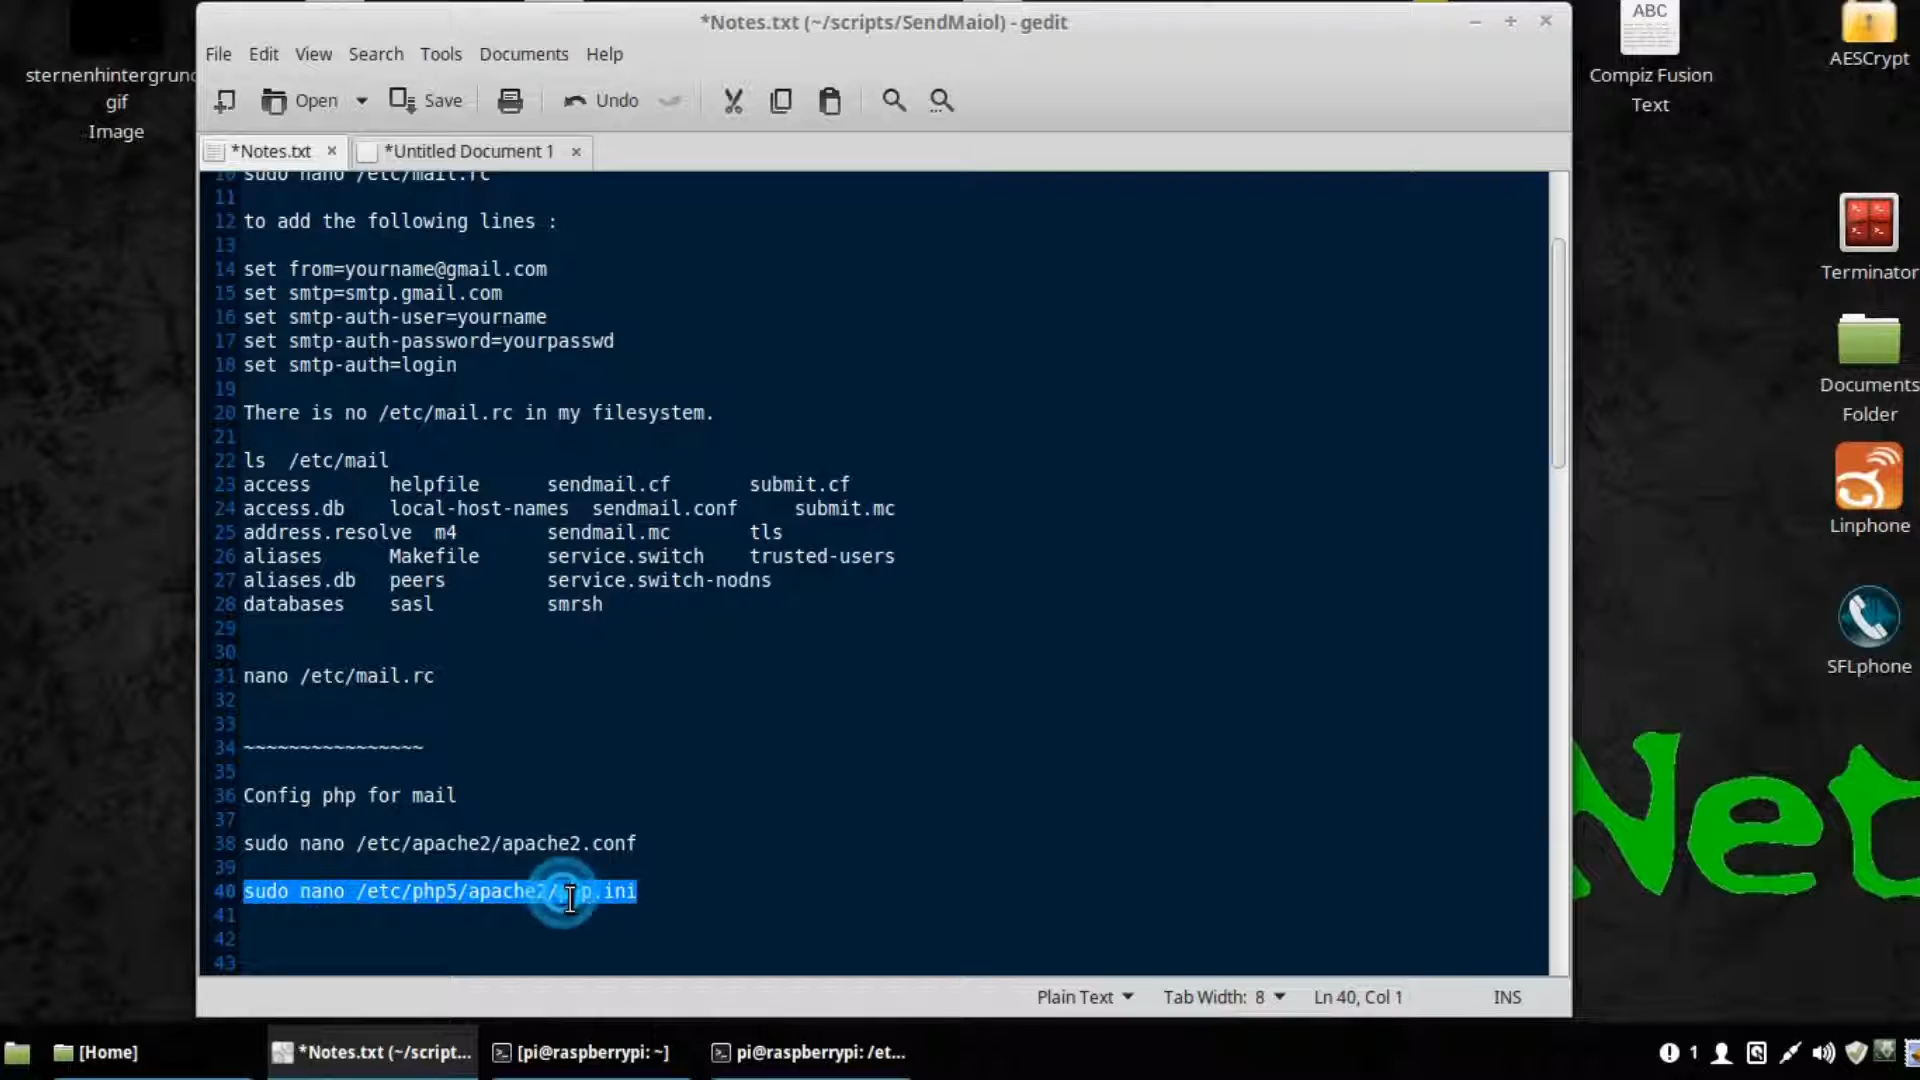 *Notes.txt (~/scripts/SendMaiol) - gedit
File Edit View Search Tools Documents Help
Open Save Undo
*Notes.txt × *Untitled Document 1 ×
10 sudo nano /etc/mail.rc
11
12 to add the following lines :
13
14 set from=yourname@gmail.com
15 set smtp=smtp.gmail.com
16 set smtp-auth-user=yourname
17 set smtp-auth-password=yourpasswd
18 set smtp-auth=login
19
20 There is no /etc/mail.rc in my filesystem.
21
22 ls  /etc/mail
23 access helpfile sendmail.cf submit.cf
24 access.db local-host-names sendmail.conf submit.mc
25 address.resolve m4 sendmail.mc tls
26 aliases Makefile service.switch trusted-users
27 aliases.db peers service.switch-nodns
28 databases sasl smrsh
29
30
31 nano /etc/mail.rc
32
33
34 ~~~~~~~~~~~~~~~~
35
36 Config php for mail
37
38 sudo nano /etc/apache2/apache2.conf
39
40 sudo nano /etc/php5/apache2/php.ini
41
42
43
Plain Text Tab Width: 8 Ln 40, Col 1 INS
sternenhintergrund
gif
Image
ABC
Compiz Fusion
Text
AESCrypt
Terminator
Documents
Folder
Linphone
SFLphone
Net
[Home] *Notes.txt (~/script... [pi@raspberrypi: ~] pi@raspberrypi: /et... 1